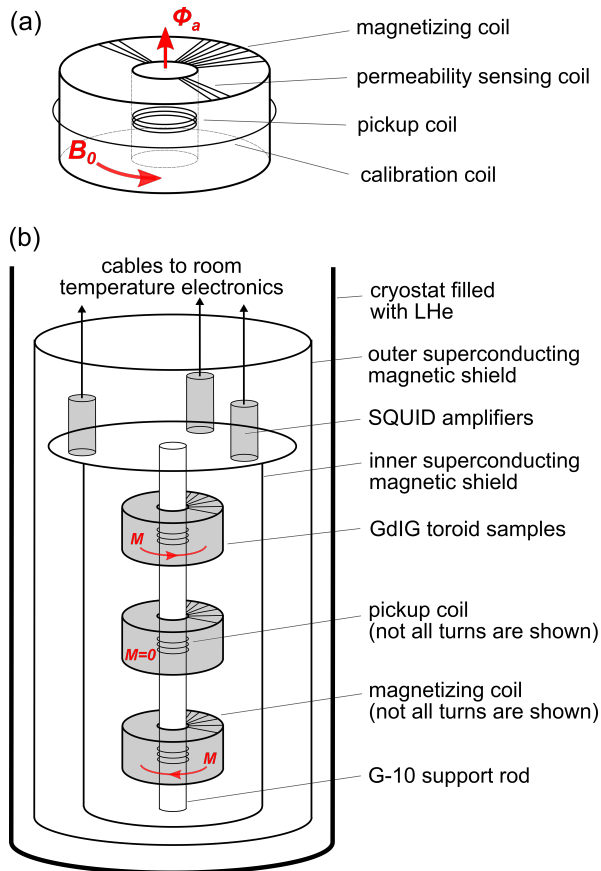 (a)
Φa
magnetizing coil
permeability sensing coil
pickup coil
B0
calibration coil
(b)
cables to room
temperature electronics
cryostat filled
with LHe
outer superconducting
magnetic shield
SQUID amplifiers
inner superconducting
magnetic shield
GdIG toroid samples
M
pickup coil
(not all turns are shown)
M=0
magnetizing coil
(not all turns are shown)
M
G-10 support rod